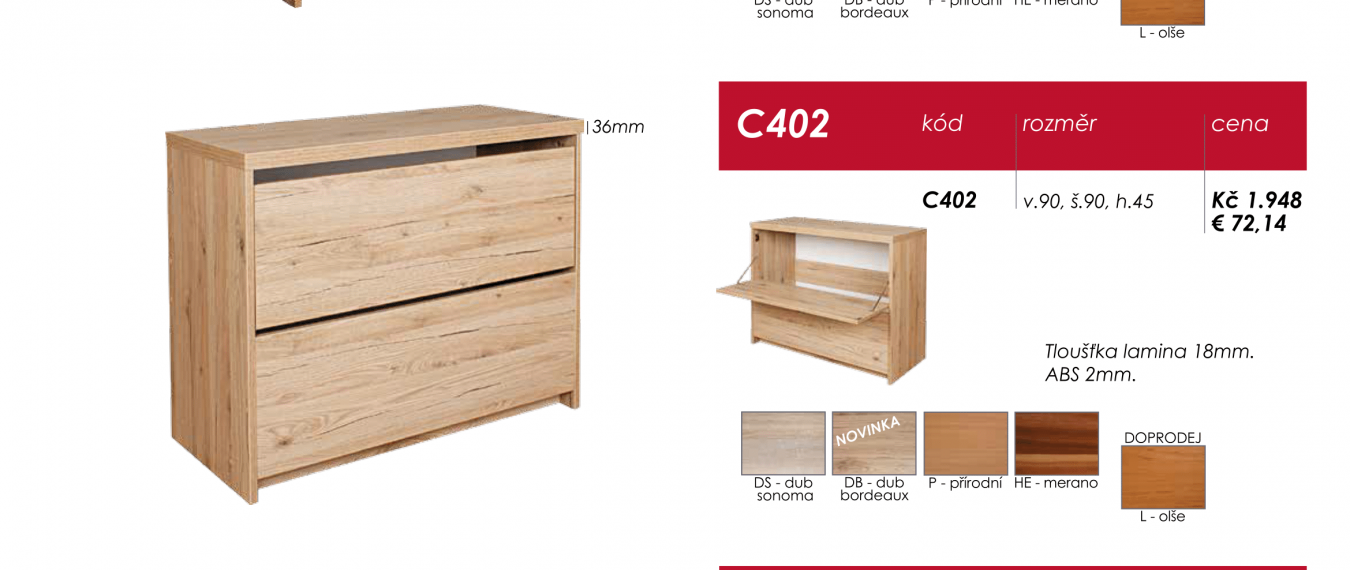 DS - dub
sonoma
DB - dub
bordeaux
P - přírodní
HE - merano
L - olše
36mm
C402 kód rozměr cena
C402 v.90, š.90, h.45 Kč 1.948
€ 72,14
Tloušťka lamina 18mm.
ABS 2mm.
NOVINKA
DOPRODEJ
DS - dub
sonoma
DB - dub
bordeaux
P - přírodní
HE - merano
L - olše